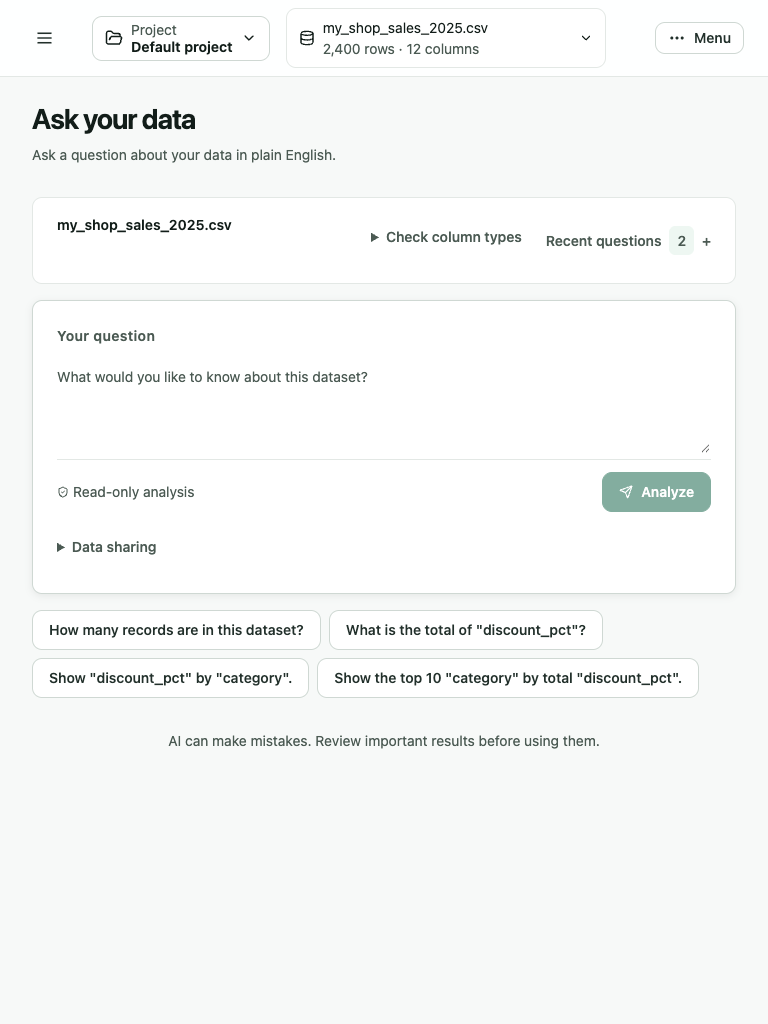 Project
Default project
my_shop_sales_2025.csv
2,400 rows · 12 columns
Menu
Ask your data
Ask a question about your data in plain English.
my_shop_sales_2025.csv
Check column types
Recent questions 2 +
Your question
What would you like to know about this dataset?
Read-only analysis
Analyze
Data sharing
How many records are in this dataset?
What is the total of "discount_pct"?
Show "discount_pct" by "category".
Show the top 10 "category" by total "discount_pct".
AI can make mistakes. Review important results before using them.